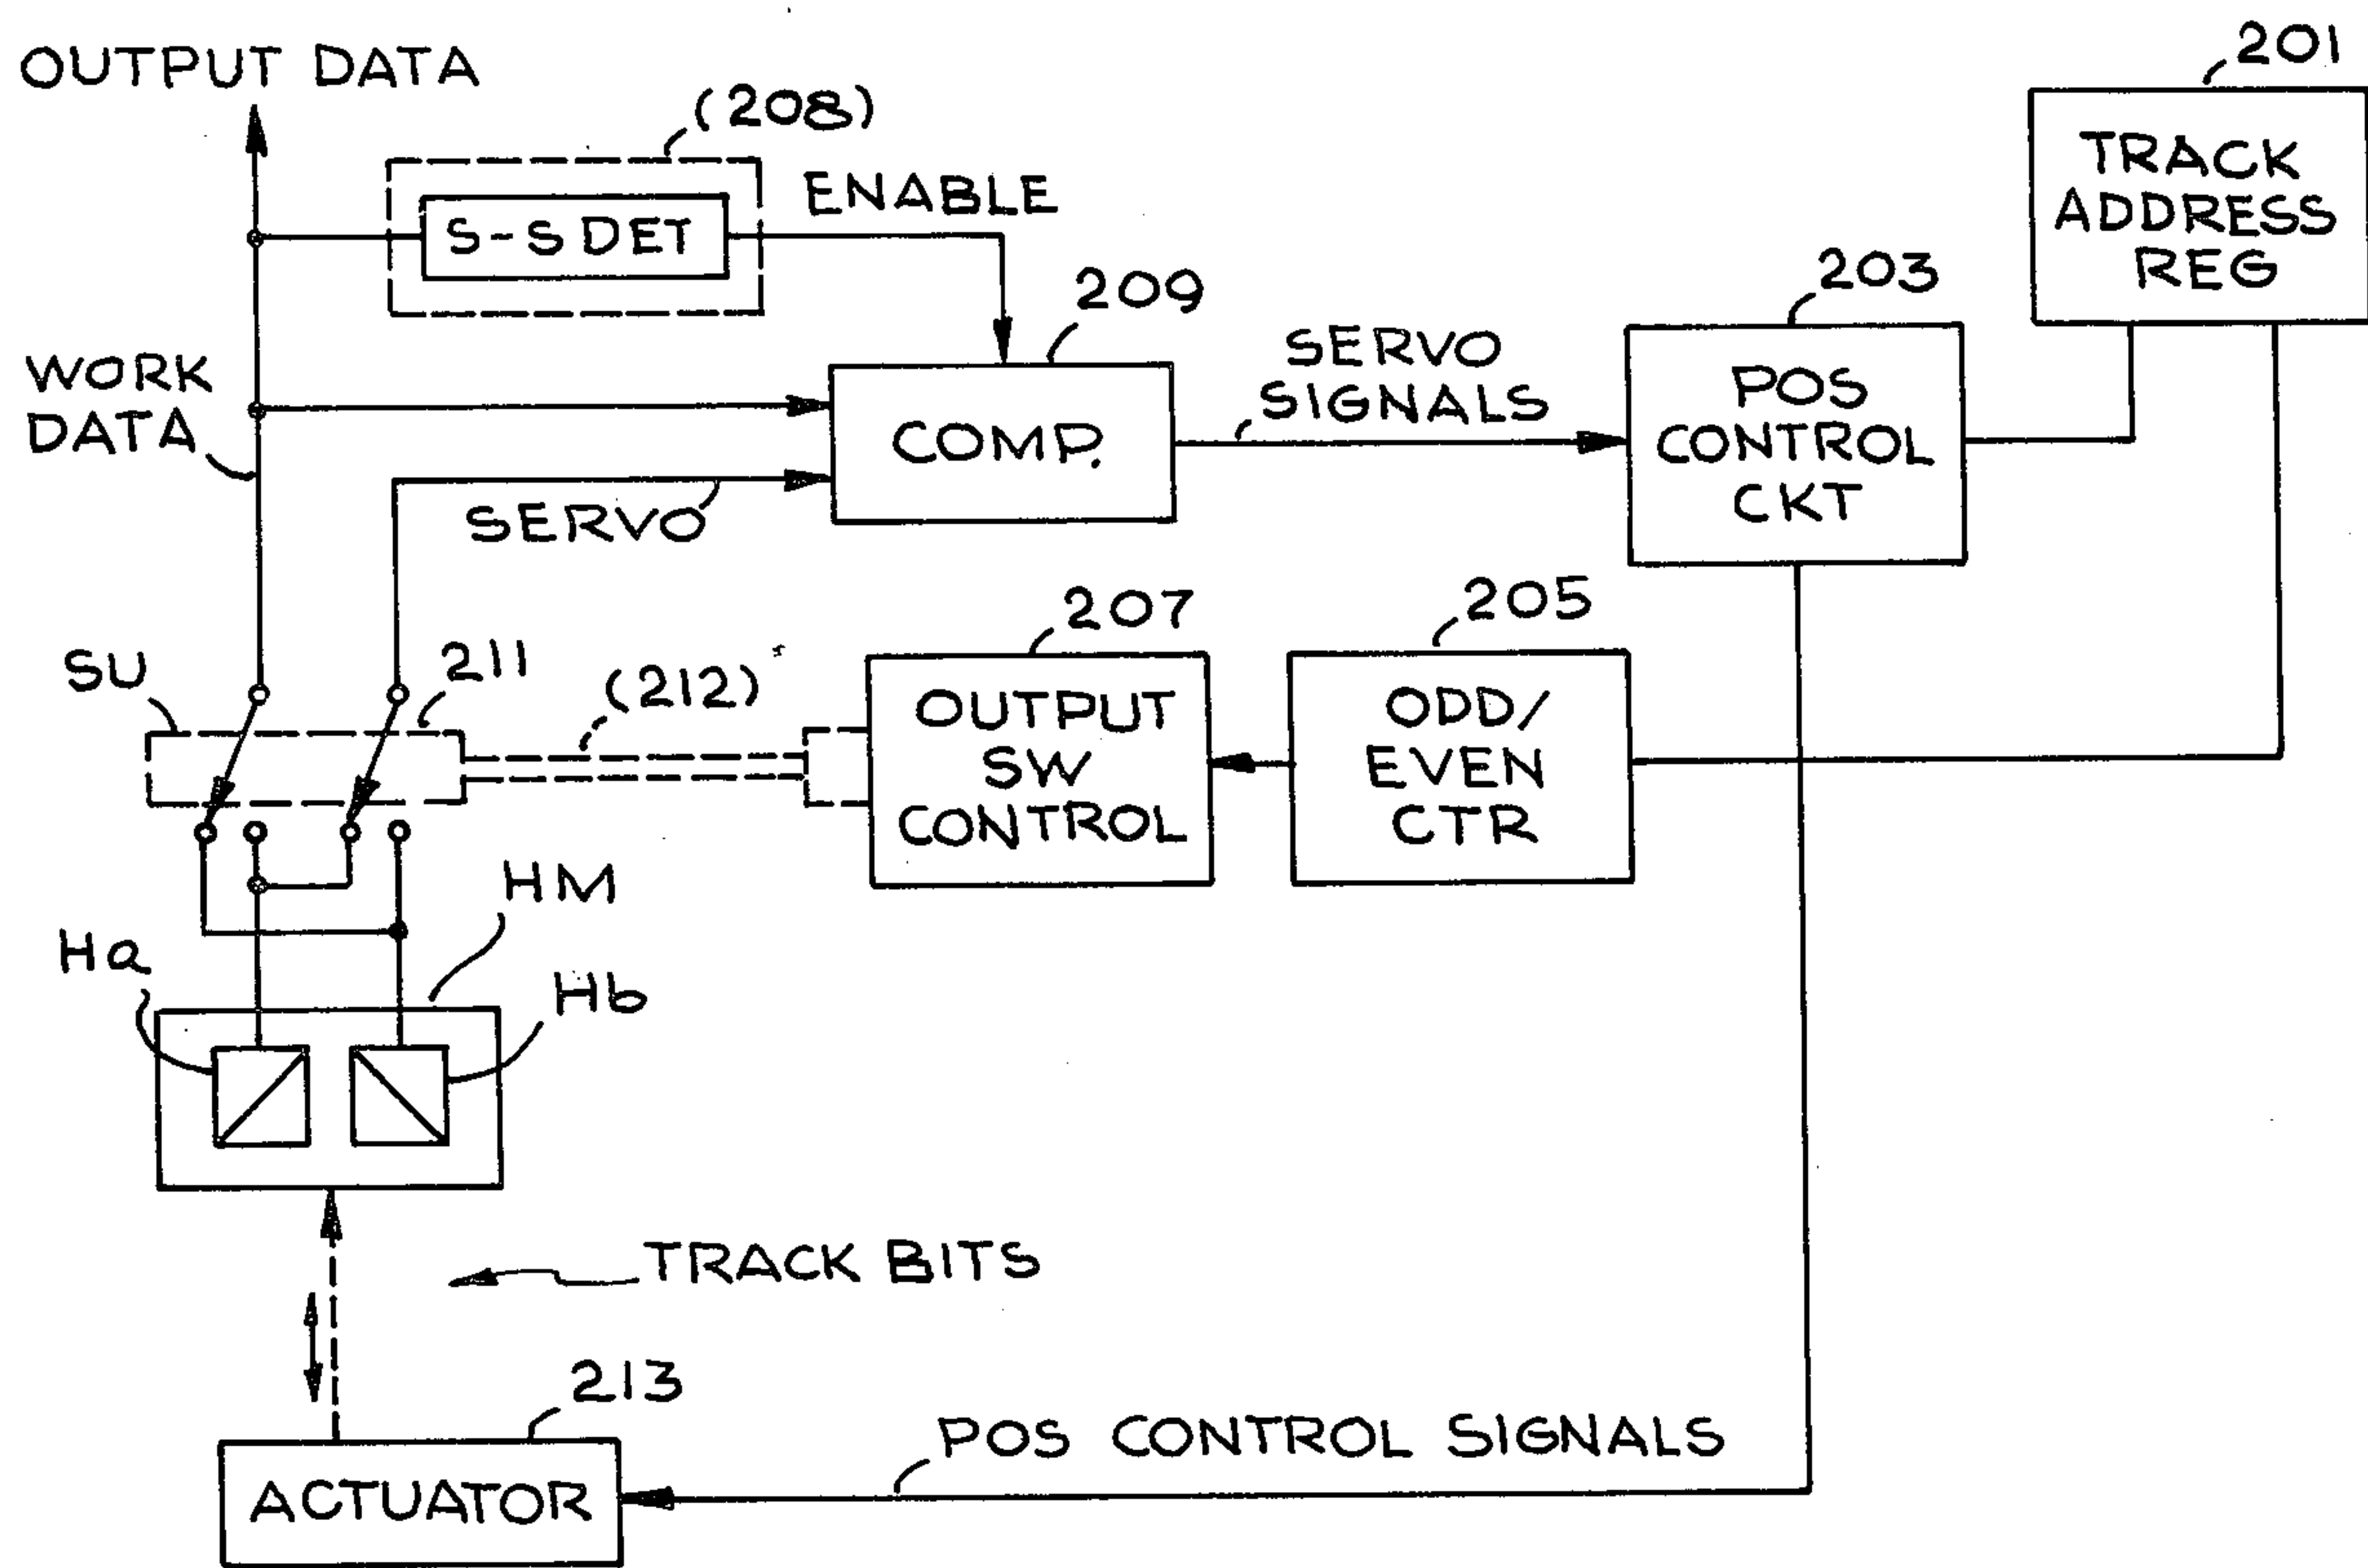 OUTPUT DATA
201
TRACK
ADDRESS
REG
(208)
S-S DET
ENABLE
203
209
WORK
DATA
SERVO
SIGNALS
POS
CONTROL
CKT
COMP.
SERVO
207
205
SU
211
(212)
OUTPUT
SW
CONTROL
ODD/
EVEN
CTR
HM
Ha
Hb
TRACK BITS
213
POS CONTROL SIGNALS
ACTUATOR